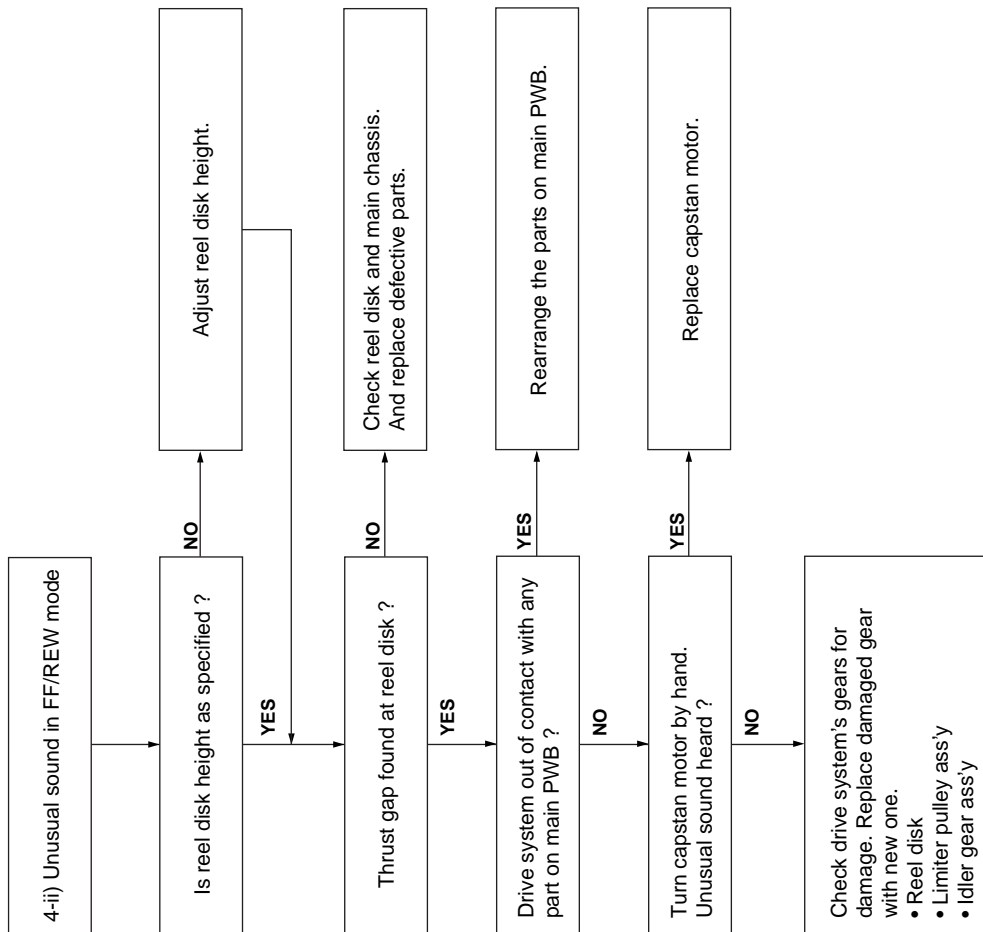 4-ii) Unusual sound in FF/REW mode
Is reel disk height as specified ?
NO
Adjust reel disk height.
YES
Thrust gap found at reel disk ?
NO
Check reel disk and main chassis.
And replace defective parts.
YES
Drive system out of contact with any
part on main PWB ?
YES
Rearrange the parts on main PWB.
NO
Turn capstan motor by hand.
Unusual sound heard ?
YES
Replace capstan motor.
NO
Check drive system's gears for
damage. Replace damaged gear
with new one.
• Reel disk
• Limiter pulley ass'y
• Idler gear ass'y